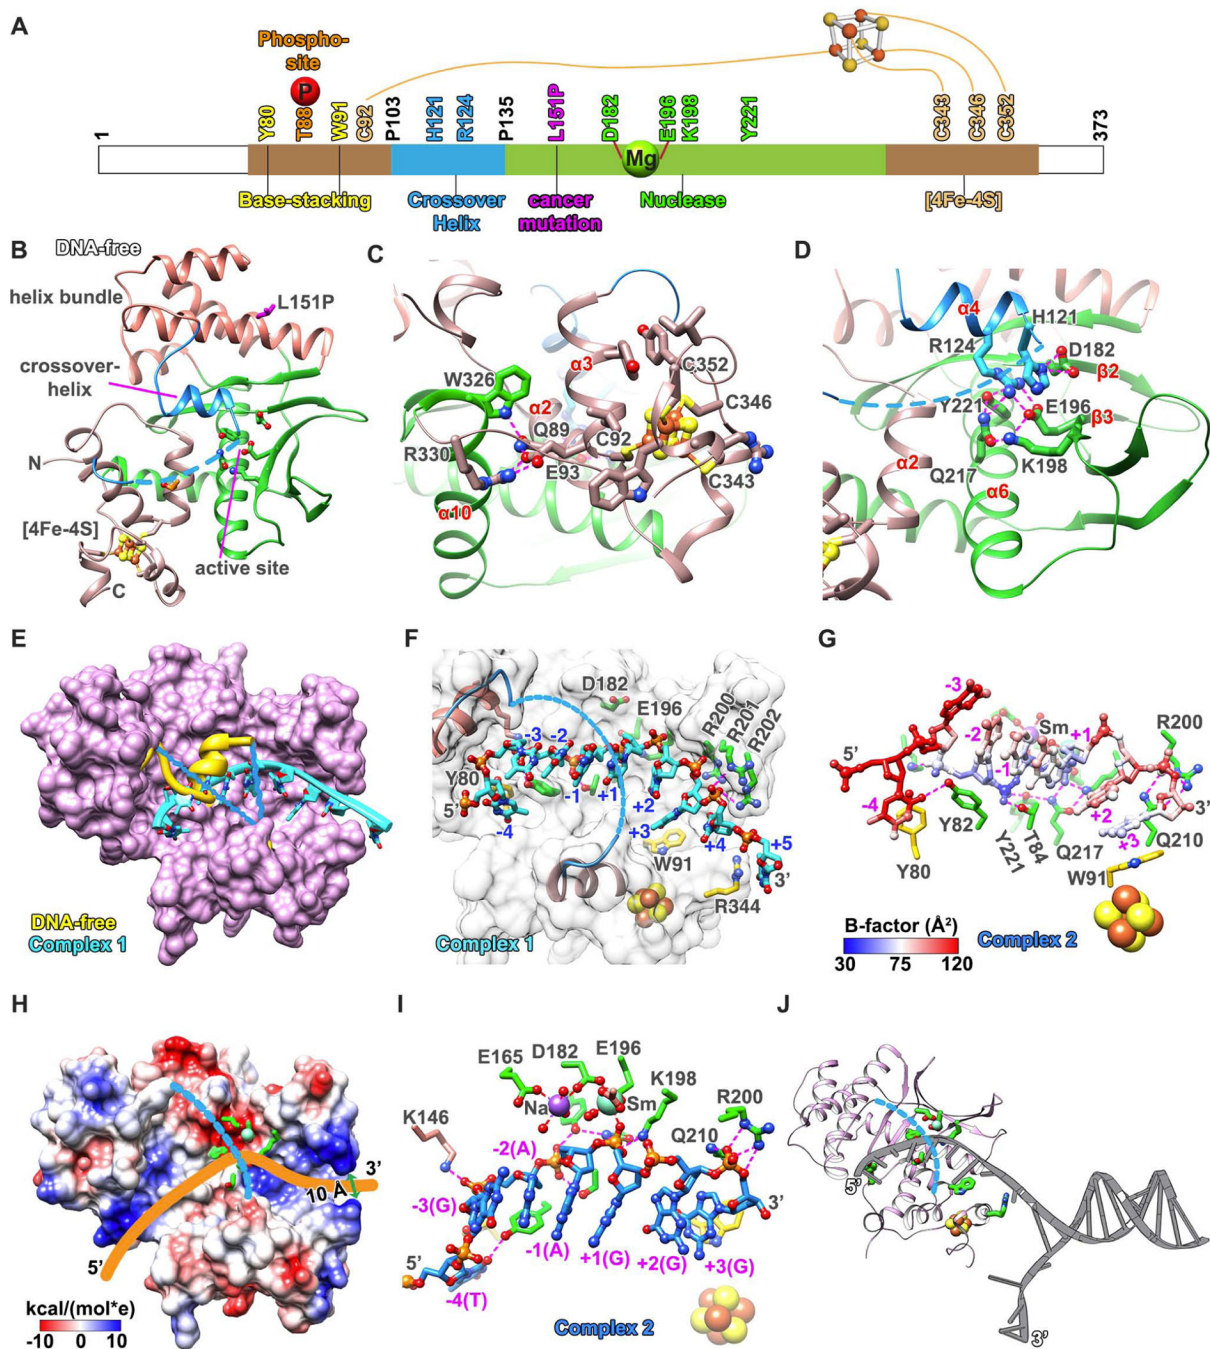 A
Phospho-
site
P
1
Y80
T88
W91
C92
P103
H121
R124
P135
L151P
D182
E196
K198
Y221
C343
C346
C352
373
Mg
Base-stacking
Crossover
Helix
cancer
mutation
Nuclease
[4Fe-4S]
B
DNA-free
helix bundle
L151P
crossover-
helix
N
[4Fe-4S]
active site
C
C
α3
C352
W326
α2
Q89
C346
C92
R330
E93
C343
α10
D
α4
H121
R124
D182
β2
Y221
E196
β3
α2
K198
Q217
α6
E
DNA-free
Complex 1
F
D182
R200
R201
R202
E196
-3
-2
Y80
5'
-1
+1
+2
-4
+3
+4
+5
W91
3'
R344
Complex 1
G
-3
Sm
R200
-2
+1
5'
-1
3'
-4
+2
+3
Y82
Y80
Y221
T84
Q217
Q210
W91
B-factor (Å²)
30 75 120
Complex 2
H
3'
10 Å
5'
kcal/(mol*e)
-10 0 10
I
E165
D182
E196
K198
Na
Sm
R200
K146
Q210
-2(A)
-3(G)
3'
5'
-1(A)
+1(G)
+2(G)
+3(G)
-4(T)
Complex 2
J
5'
3'